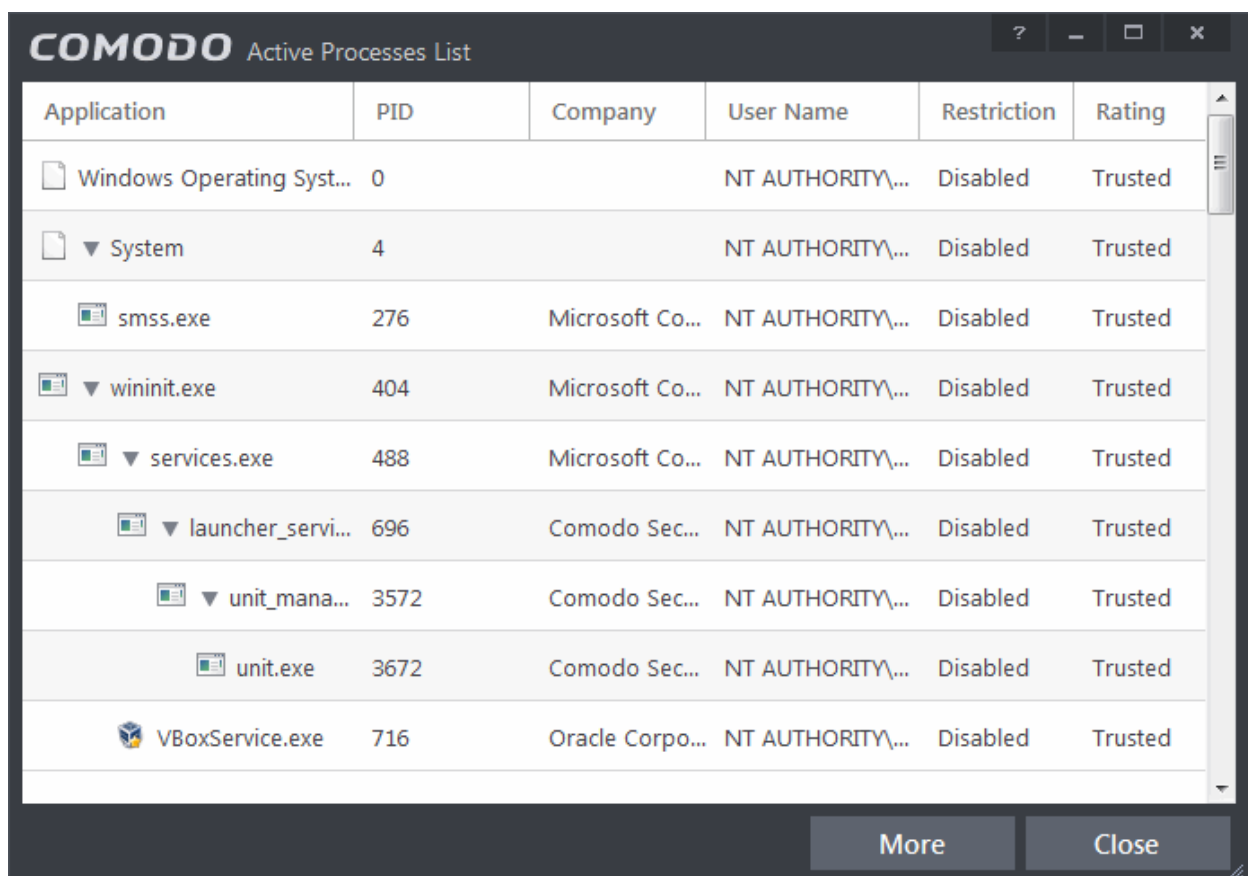 COMODO Active Processes List ? _ □ ×
Application PID Company User Name Restriction Rating
Windows Operating Syst... 0 NT AUTHORITY\... Disabled Trusted
▼ System 4 NT AUTHORITY\... Disabled Trusted
smss.exe 276 Microsoft Co... NT AUTHORITY\... Disabled Trusted
▼ wininit.exe 404 Microsoft Co... NT AUTHORITY\... Disabled Trusted
▼ services.exe 488 Microsoft Co... NT AUTHORITY\... Disabled Trusted
▼ launcher_servi... 696 Comodo Sec... NT AUTHORITY\... Disabled Trusted
▼ unit_mana... 3572 Comodo Sec... NT AUTHORITY\... Disabled Trusted
unit.exe 3672 Comodo Sec... NT AUTHORITY\... Disabled Trusted
VBoxService.exe 716 Oracle Corpo... NT AUTHORITY\... Disabled Trusted
More Close